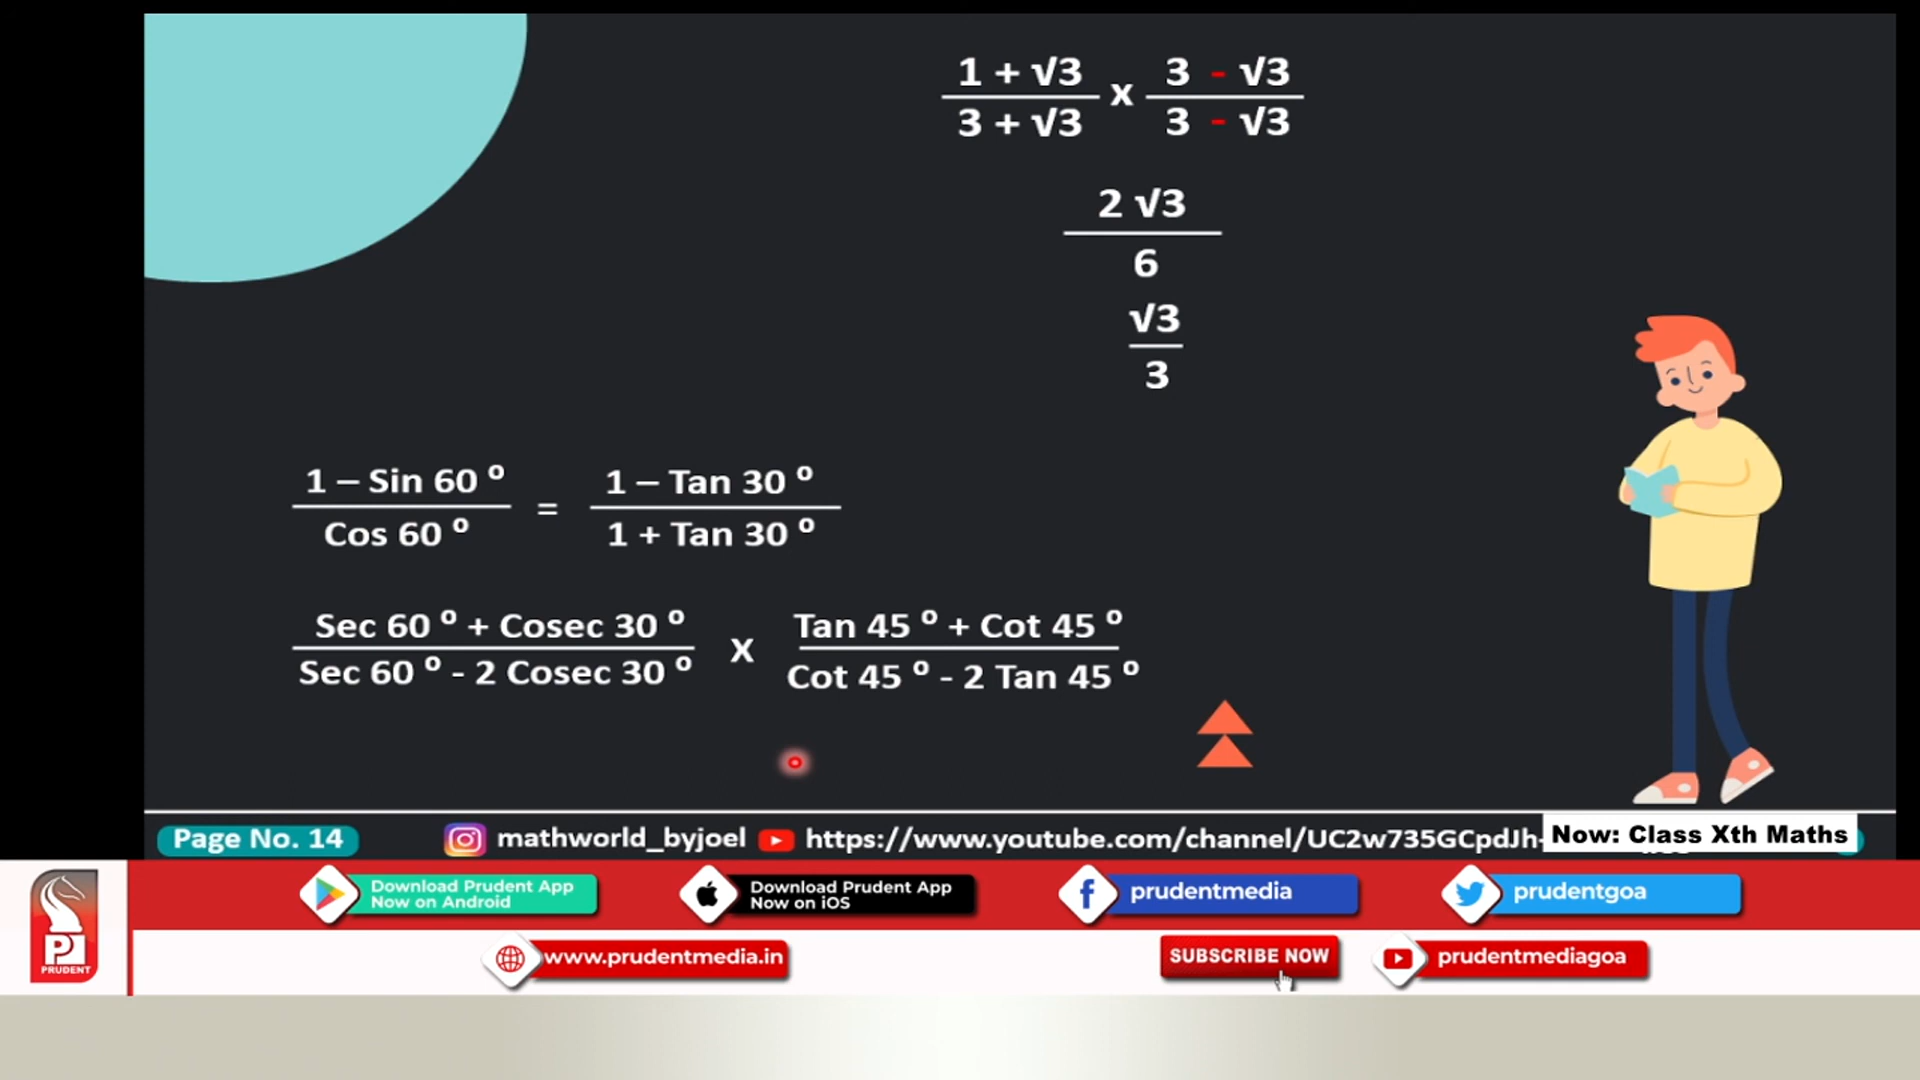 1 + √3 x 3 - √3
3 + √3 3 - √3
2 √3
6
√3
3
1 – Sin 60 º = 1 – Tan 30 º
Cos 60 º 1 + Tan 30 º
Sec 60 º + Cosec 30 º x Tan 45 º + Cot 45 º
Sec 60 º - 2 Cosec 30 º Cot 45 º - 2 Tan 45 º
Page No. 14 mathworld_byjoel https://www.youtube.com/channel/UC2w735GCpdJh-
Now: Class Xth Maths
Download Prudent App
Now on Android
Download Prudent App
Now on iOS
prudentmedia
prudentgoa
PRUDENT
www.prudentmedia.in
SUBSCRIBE NOW
prudentmediagoa